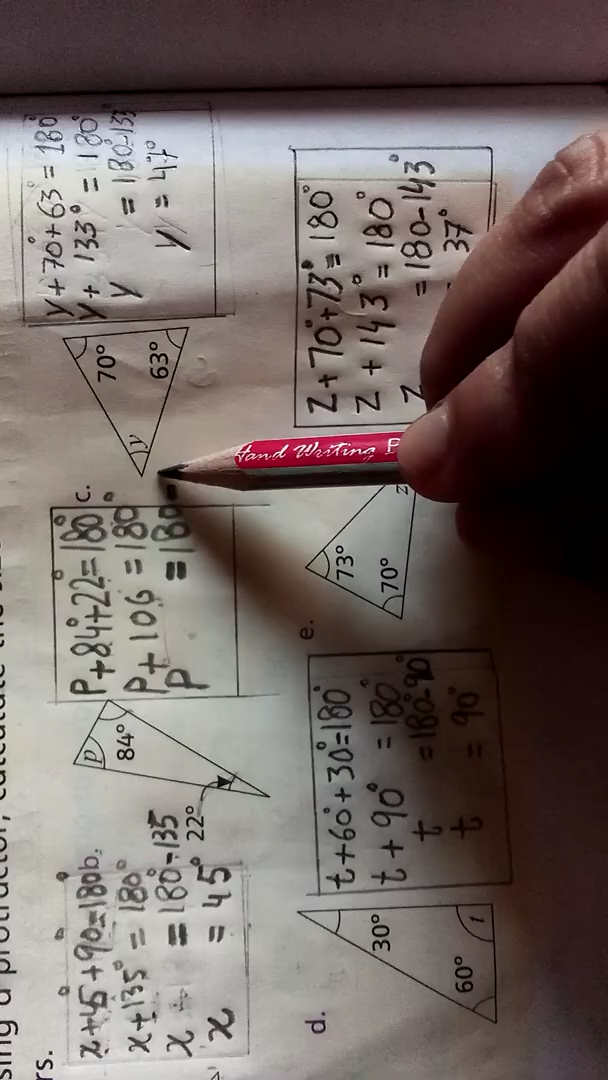 sing a protractor, calculate the
rs.
x+45°+90°=180°
x+135° = 180°
x = 180°-135
x = 45°
b.
p
84°
22°
P+84°+22°=180°
P+106 = 180°
P = 180-
c.
70°
63°
y
y+70°+63°=180°
y+ 133° = 180°
y = 180°-133°
y = 47°
d.
30°
60°
t
t+60°+30°=180°
t+90° = 180°
t = 180°-90°
t = 90°
e.
73°
70°
z
Z+70°+73°=180°
Z+143°=180°
Z = 180-143°
37°
Hand Writing P